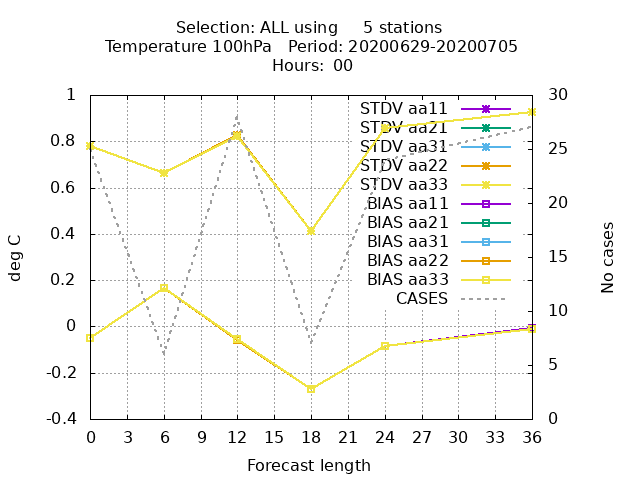 Selection: ALL using     5 stations
Temperature 100hPa   Period: 20200629-20200705
Hours:  00
1
0.8
0.6
0.4
0.2
0
-0.2
-0.4
deg C
30
25
20
15
10
5
0
No cases
STDV aa11
STDV aa21
STDV aa31
STDV aa22
STDV aa33
BIAS aa11
BIAS aa21
BIAS aa31
BIAS aa22
BIAS aa33
CASES
0 3 6 9 12 15 18 21 24 27 30 33 36
Forecast length